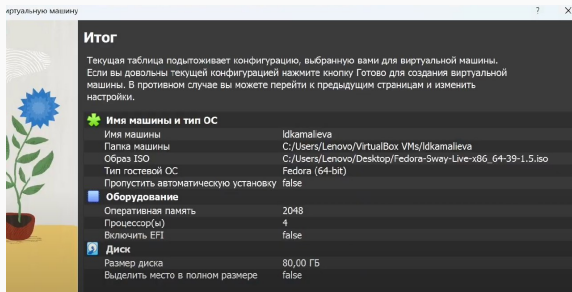 иртуальную машину ? X
Итог
Текущая таблица подытоживает конфигурацию, выбранную вами для виртуальной машины.
Если вы довольны текущей конфигурацией нажмите кнопку Готово для создания виртуальной
машины. В противном случае вы можете перейти к предыдущим страницам и изменить
настройки.
Имя машины и тип ОС
Имя машины ldkamalieva
Папка машины C:/Users/Lenovo/VirtualBox VMs/ldkamalieva
Образ ISO C:/Users/Lenovo/Desktop/Fedora-Sway-Live-x86_64-39-1.5.iso
Тип гостевой ОС Fedora (64-bit)
Пропустить автоматическую установку false
Оборудование
Оперативная память 2048
Процессор(ы) 4
Включить EFI false
Диск
Размер диска 80,00 ГБ
Выделить место в полном размере false